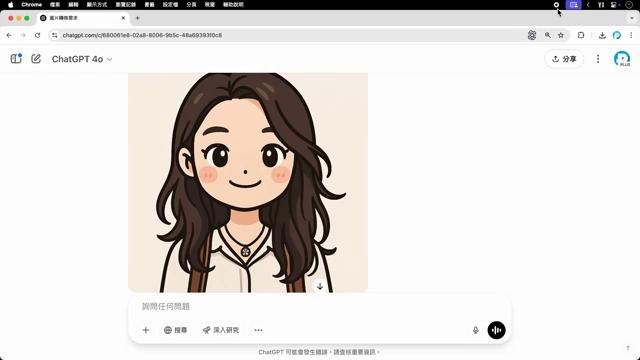 Chrome 檔案 編輯 顯示方式 瀏覽記錄 書籤 設定檔 分頁 視窗 輔助說明
圖片轉換需求
chatgpt.com/c/680061e8-02a8-8006-9b5c-48a69393f0c8
ChatGPT 4o
分享
PLUS
詢問任何問題
搜尋
深入研究
ChatGPT 可能會發生錯誤。請查核重要資訊。
?